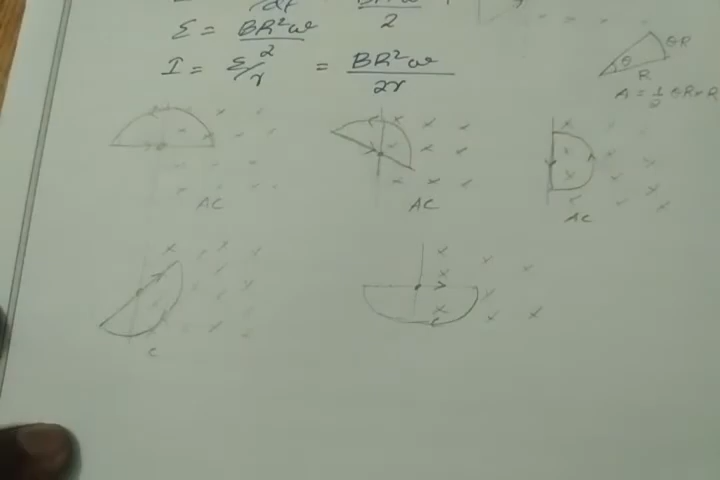 ε = BR²ω / 2
I = ε/r = BR²ω / 2r
θ
θR
R
A = 1/2 θR×R
AC
AC
AC
C